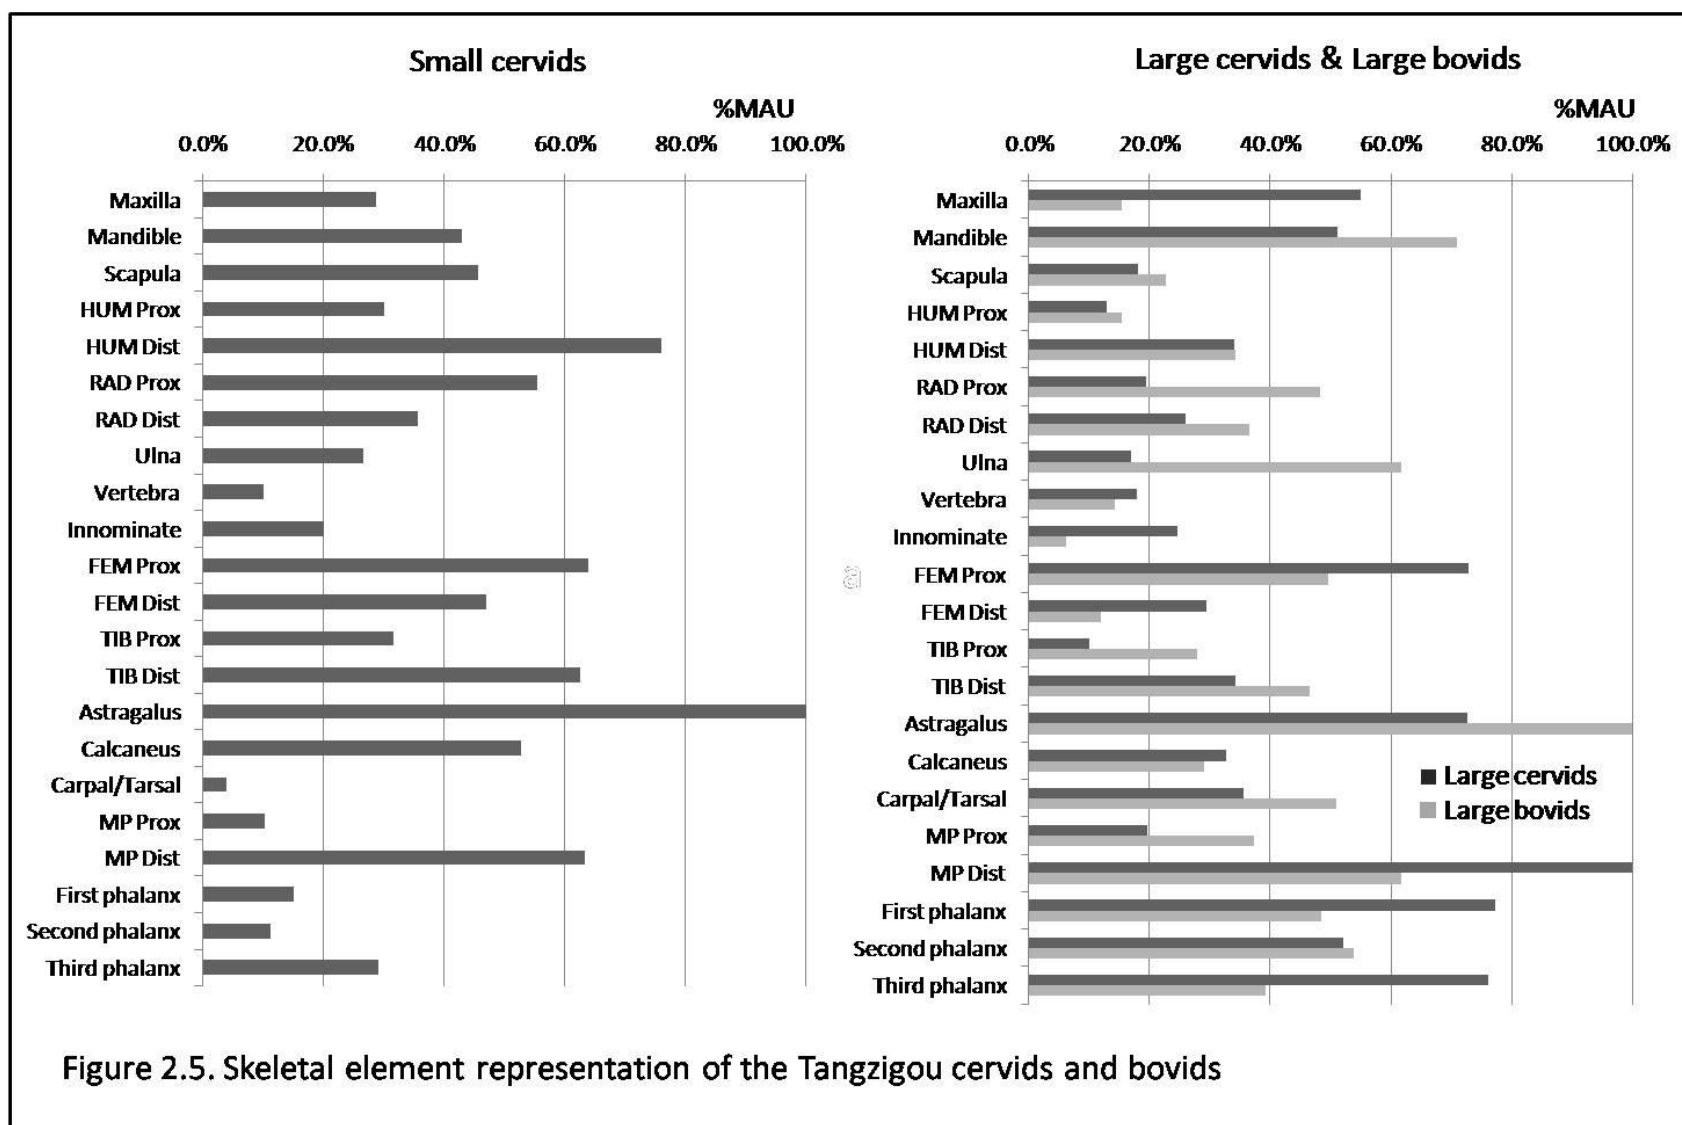 Small cervids
%MAU
0.0% 20.0% 40.0% 60.0% 80.0% 100.0%
Maxilla
Mandible
Scapula
HUM Prox
HUM Dist
RAD Prox
RAD Dist
Ulna
Vertebra
Innominate
FEM Prox
FEM Dist
TIB Prox
TIB Dist
Astragalus
Calcaneus
Carpal/Tarsal
MP Prox
MP Dist
First phalanx
Second phalanx
Third phalanx
a
Large cervids & Large bovids
%MAU
0.0% 20.0% 40.0% 60.0% 80.0% 100.0%
Maxilla
Mandible
Scapula
HUM Prox
HUM Dist
RAD Prox
RAD Dist
Ulna
Vertebra
Innominate
FEM Prox
FEM Dist
TIB Prox
TIB Dist
Astragalus
Calcaneus
Carpal/Tarsal
MP Prox
MP Dist
First phalanx
Second phalanx
Third phalanx
Large cervids
Large bovids
Figure 2.5. Skeletal element representation of the Tangzigou cervids and bovids